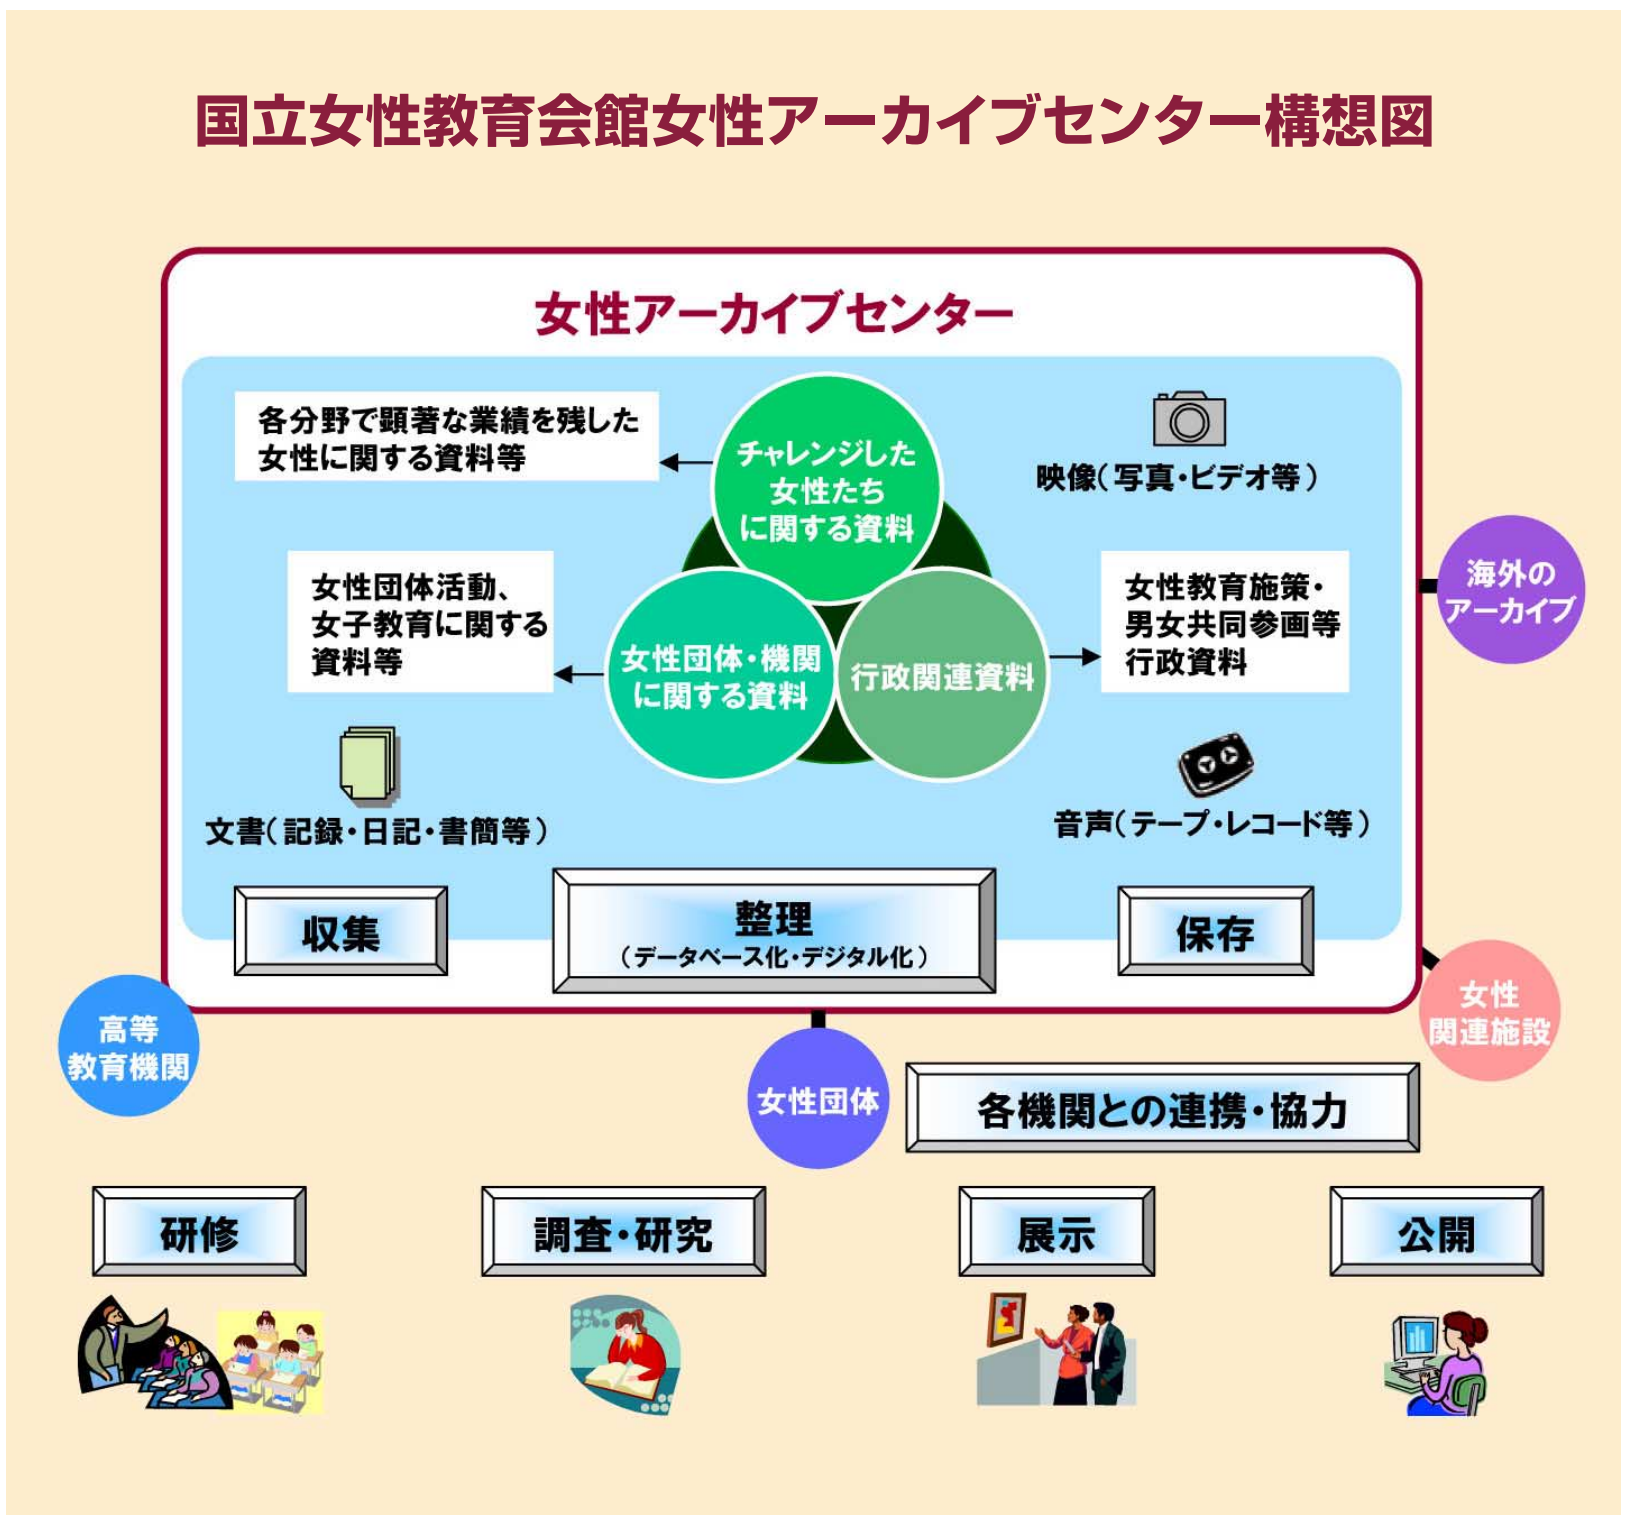 国立女性教育会館女性アーカイブセンター構想図
女性アーカイブセンター
各分野で顕著な業績を残した
女性に関する資料等
チャレンジした
女性たち
に関する資料
映像(写真・ビデオ等)
女性団体活動、
女子教育に関する
資料等
女性団体・機関
に関する資料
行政関連資料
女性教育施策・
男女共同参画等
行政資料
海外の
アーカイブ
文書(記録・日記・書簡等)
音声(テープ・レコード等)
収集
整理
(データベース化・デジタル化)
保存
高等
教育機関
女性団体
女性
関連施設
各機関との連携・協力
研修
調査・研究
展示
公開